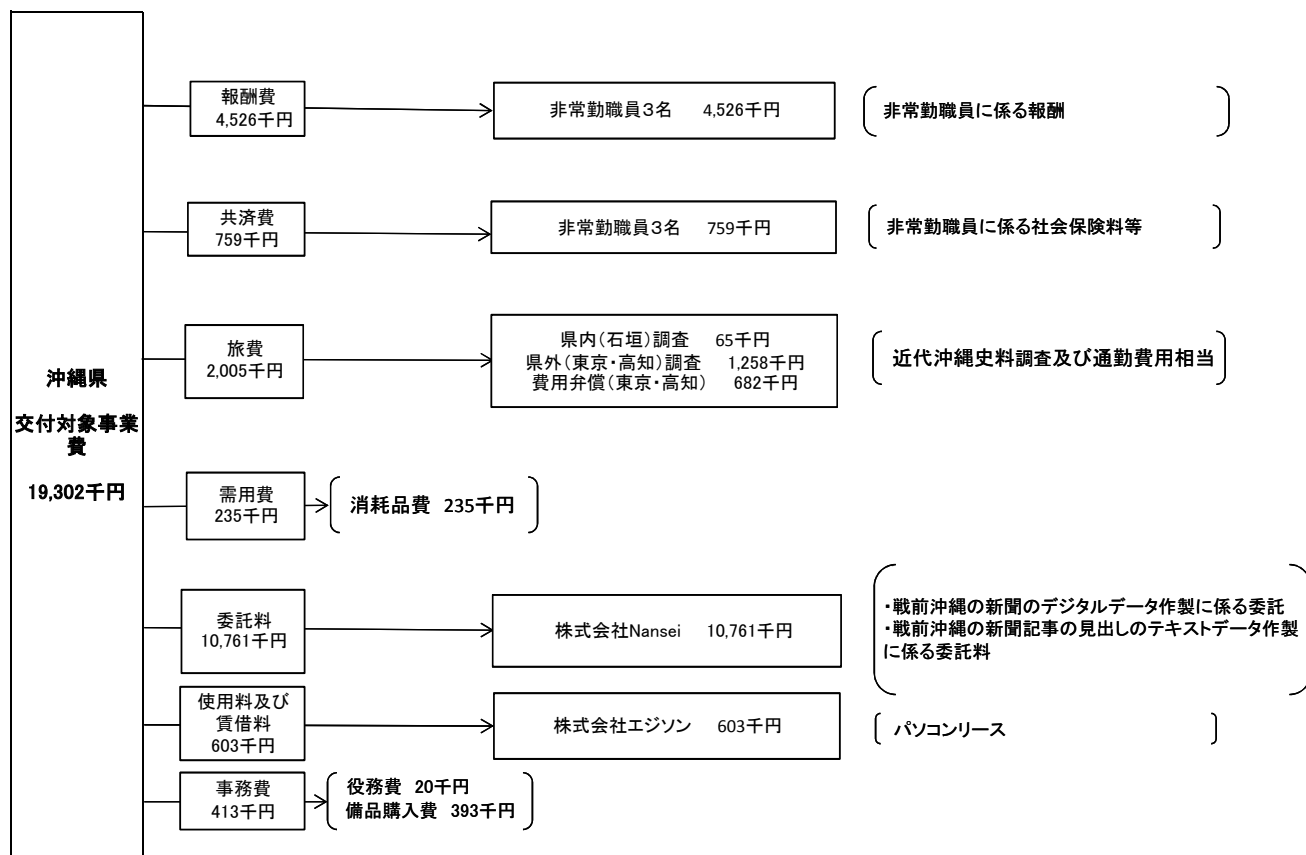 沖縄県
交付対象事業
費
19,302千円
報酬費
4,526千円
非常勤職員3名 4,526千円
非常勤職員に係る報酬
共済費
759千円
非常勤職員3名 759千円
非常勤職員に係る社会保険料等
旅費
2,005千円
県内(石垣)調査 65千円
県外(東京・高知)調査 1,258千円
費用弁償(東京・高知) 682千円
近代沖縄史料調査及び通勤費用相当
需用費
235千円
消耗品費 235千円
委託料
10,761千円
株式会社Nansei 10,761千円
・戦前沖縄の新聞のデジタルデータ作製に係る委託
・戦前沖縄の新聞記事の見出しのテキストデータ作製
に係る委託料
使用料及び
賃借料
603千円
株式会社エジソン 603千円
パソコンリース
事務費
413千円
役務費 20千円
備品購入費 393千円